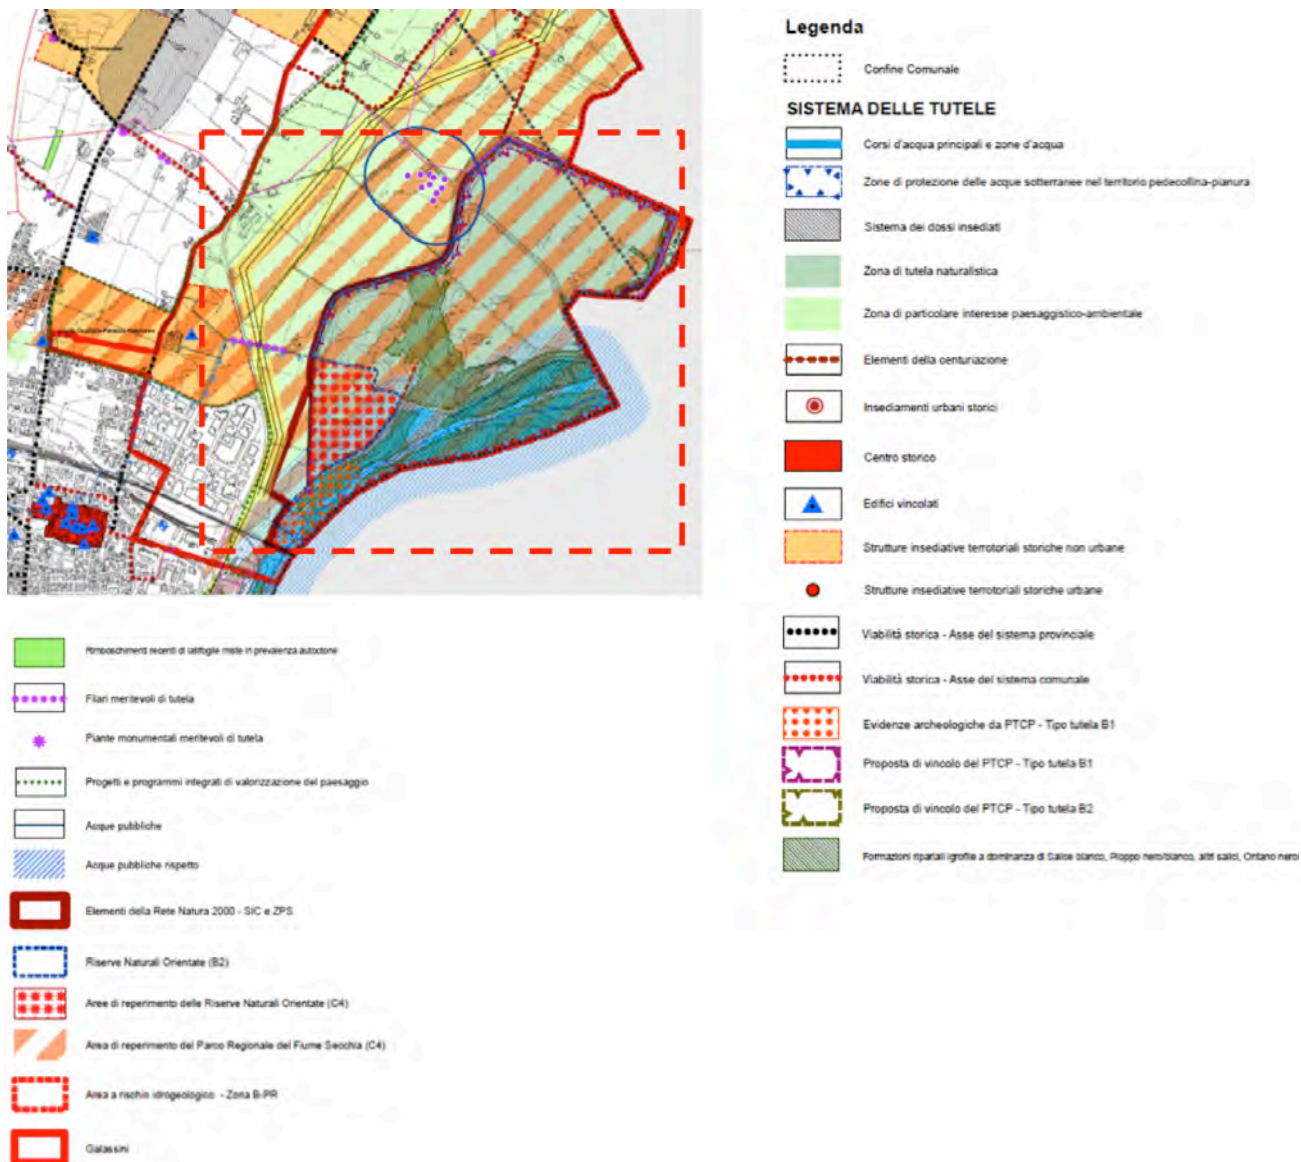 Legenda
Confine Comunale
SISTEMA DELLE TUTELE
Corsi d'acqua principali e zone d'acqua
Zone di protezione delle acque sotterranee nel territorio pedecollina-pianura
Sistema dei dossi insediati
Zona di tutela naturalistica
Zona di particolare interesse paesaggistico-ambientale
Elementi della centuriazione
Insediamenti urbani storici
Centro storico
Edifici vincolati
Strutture insediative terrotoriali storiche non urbane
Strutture insediative terrotoriali storiche urbane
Viabilità storica - Asse del sistema provinciale
Viabilità storica - Asse del sistema comunale
Evidenze archeologiche da PTCP - Tipo tutela B1
Proposta di vincolo del PTCP - Tipo tutela B1
Proposta di vincolo del PTCP - Tipo tutela B2
Formazioni ripariali igrofile a dominanza di Salice bianco, Pioppo nero/bianco, altri salici, Ontano nero
Rimboschimenti recenti di latifoglie miste in prevalenza autoctone
Filari meritevoli di tutela
Piante monumentali meritevoli di tutela
Progetti e programmi integrati di valorizzazione del paesaggio
Acque pubbliche
Acque pubbliche rispetto
Elementi della Rete Natura 2000 - SIC e ZPS
Riserve Naturali Orientate (B2)
Aree di reperimento delle Riserve Naturali Orientate (C4)
Area di reperimento del Parco Regionale del Fiume Secchia (C4)
Area a rischio idrogeologico - Zona B-PR
Galassini